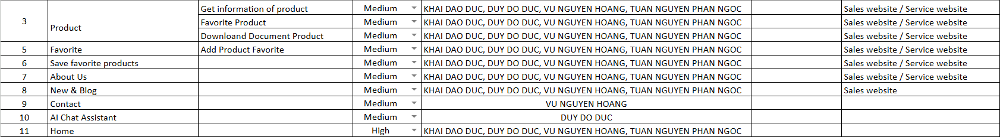 Get information of product Medium KHAI DAO DUC, DUY DO DUC, VU NGUYEN HOANG, TUAN NGUYEN PHAN NGOC Sales website / Service website
3 Product Favorite Product Medium KHAI DAO DUC, DUY DO DUC, VU NGUYEN HOANG, TUAN NGUYEN PHAN NGOC Sales website / Service website
Downloand Document Product Medium KHAI DAO DUC, DUY DO DUC, VU NGUYEN HOANG, TUAN NGUYEN PHAN NGOC Sales website / Service website
5 Favorite Add Product Favorite Medium KHAI DAO DUC, DUY DO DUC, VU NGUYEN HOANG, TUAN NGUYEN PHAN NGOC Sales website / Service website
6 Save favorite products Medium KHAI DAO DUC, DUY DO DUC, VU NGUYEN HOANG, TUAN NGUYEN PHAN NGOC Sales website / Service website
7 About Us Medium KHAI DAO DUC, DUY DO DUC, VU NGUYEN HOANG, TUAN NGUYEN PHAN NGOC Sales website / Service website
8 New & Blog Medium KHAI DAO DUC, DUY DO DUC, VU NGUYEN HOANG, TUAN NGUYEN PHAN NGOC Sales website
9 Contact Medium VU NGUYEN HOANG
10 AI Chat Assistant Medium DUY DO DUC
11 Home High KHAI DAO DUC, DUY DO DUC, VU NGUYEN HOANG, TUAN NGUYEN PHAN NGOC